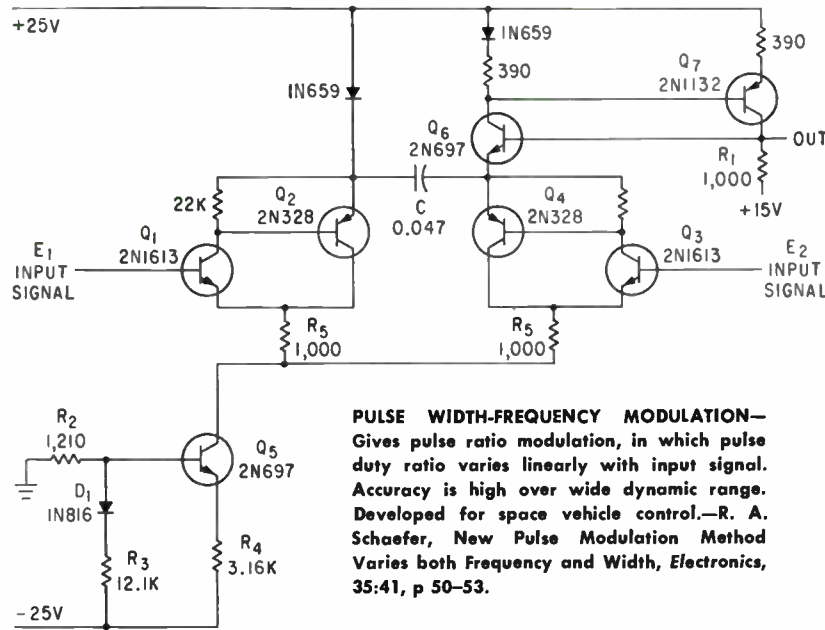 +25V
1N659
1N659
390
390
Q7
2N1132
Q6
2N697
OUT
R1
1,000
+15V
22K
Q2
2N328
C
0.047
Q4
2N328
Q1
2N1613
Q3
2N1613
E1
INPUT
SIGNAL
E2
INPUT
SIGNAL
R5
1,000
R5
1,000
R2
1,210
Q5
2N697
D1
1N816
R3
12.1K
R4
3.16K
-25V
PULSE WIDTH-FREQUENCY MODULATION—
Gives pulse ratio modulation, in which pulse
duty ratio varies linearly with input signal.
Accuracy is high over wide dynamic range.
Developed for space vehicle control.—R. A.
Schaefer, New Pulse Modulation Method
Varies both Frequency and Width, Electronics,
35:41, p 50–53.